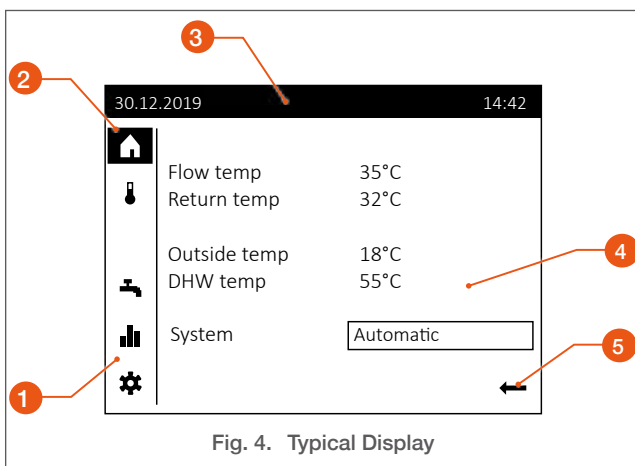 3
2
30.12.2019 14:42
Flow temp 35°C
Return temp 32°C
Outside temp 18°C
4
DHW temp 55°C
System Automatic
5
1
Fig. 4. Typical Display